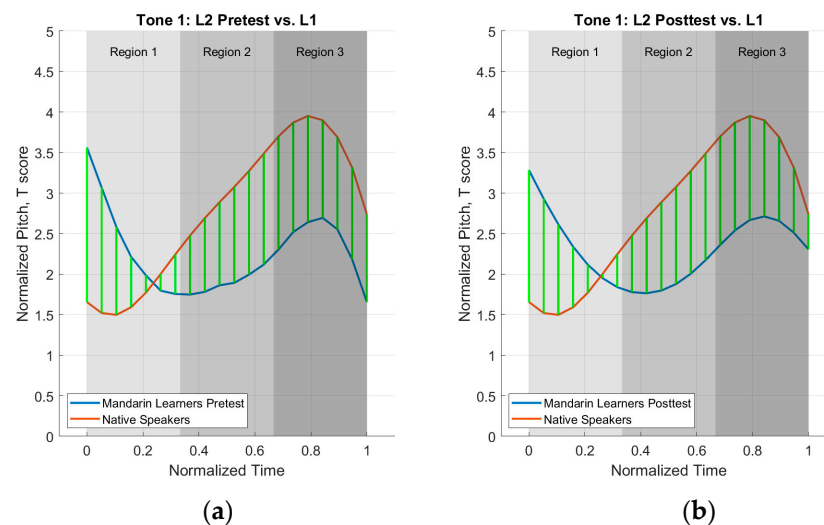 Tone 1: L2 Pretest vs. L1
5
4.5
4
3.5
3
2.5
2
1.5
1
0.5
0
Normalized Pitch, T score
Region 1
Region 2
Region 3
Mandarin Learners Pretest
Native Speakers
0 0.2 0.4 0.6 0.8 1
Normalized Time
(a)
Tone 1: L2 Posttest vs. L1
5
4.5
4
3.5
3
2.5
2
1.5
1
0.5
0
Normalized Pitch, T score
Region 1
Region 2
Region 3
Mandarin Learners Posttest
Native Speakers
0 0.2 0.4 0.6 0.8 1
Normalized Time
(b)